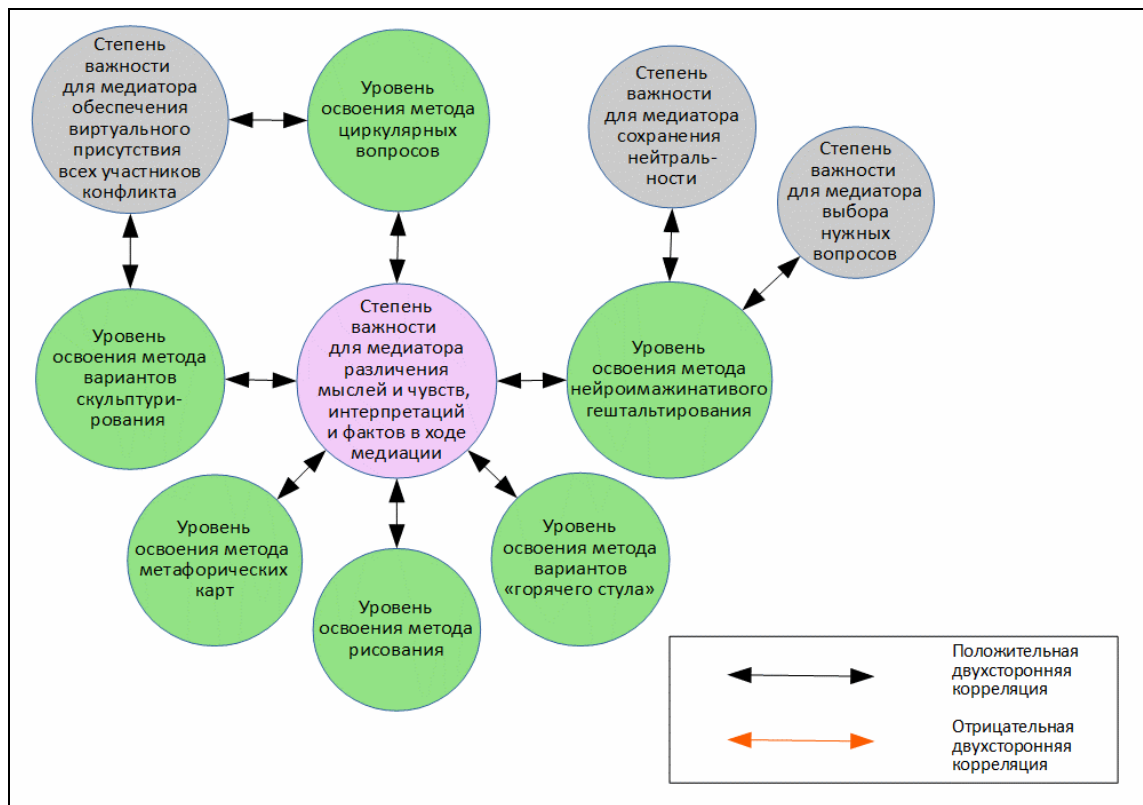 Степень
важности
для медиатора
обеспечения
виртуального
присутствия
всех участников
конфликта
Уровень
освоения метода
циркулярных
вопросов
Степень
важности
для медиатора
сохранения
нейтраль-
ности
Степень
важности
для медиатора
выбора
нужных
вопросов
Уровень
освоения метода
вариантов
скульптури-
рования
Степень
важности
для медиатора
различения
мыслей и чувств,
интерпретаций
и фактов в ходе
медиации
Уровень
освоения метода
нейроимажинативого
гештальтирования
Уровень
освоения метода
метафорических
карт
Уровень
освоения метода
рисования
Уровень
освоения метода
вариантов
«горячего стула»
Положительная
двухсторонняя
корреляция
Отрицательная
двухсторонняя
корреляция